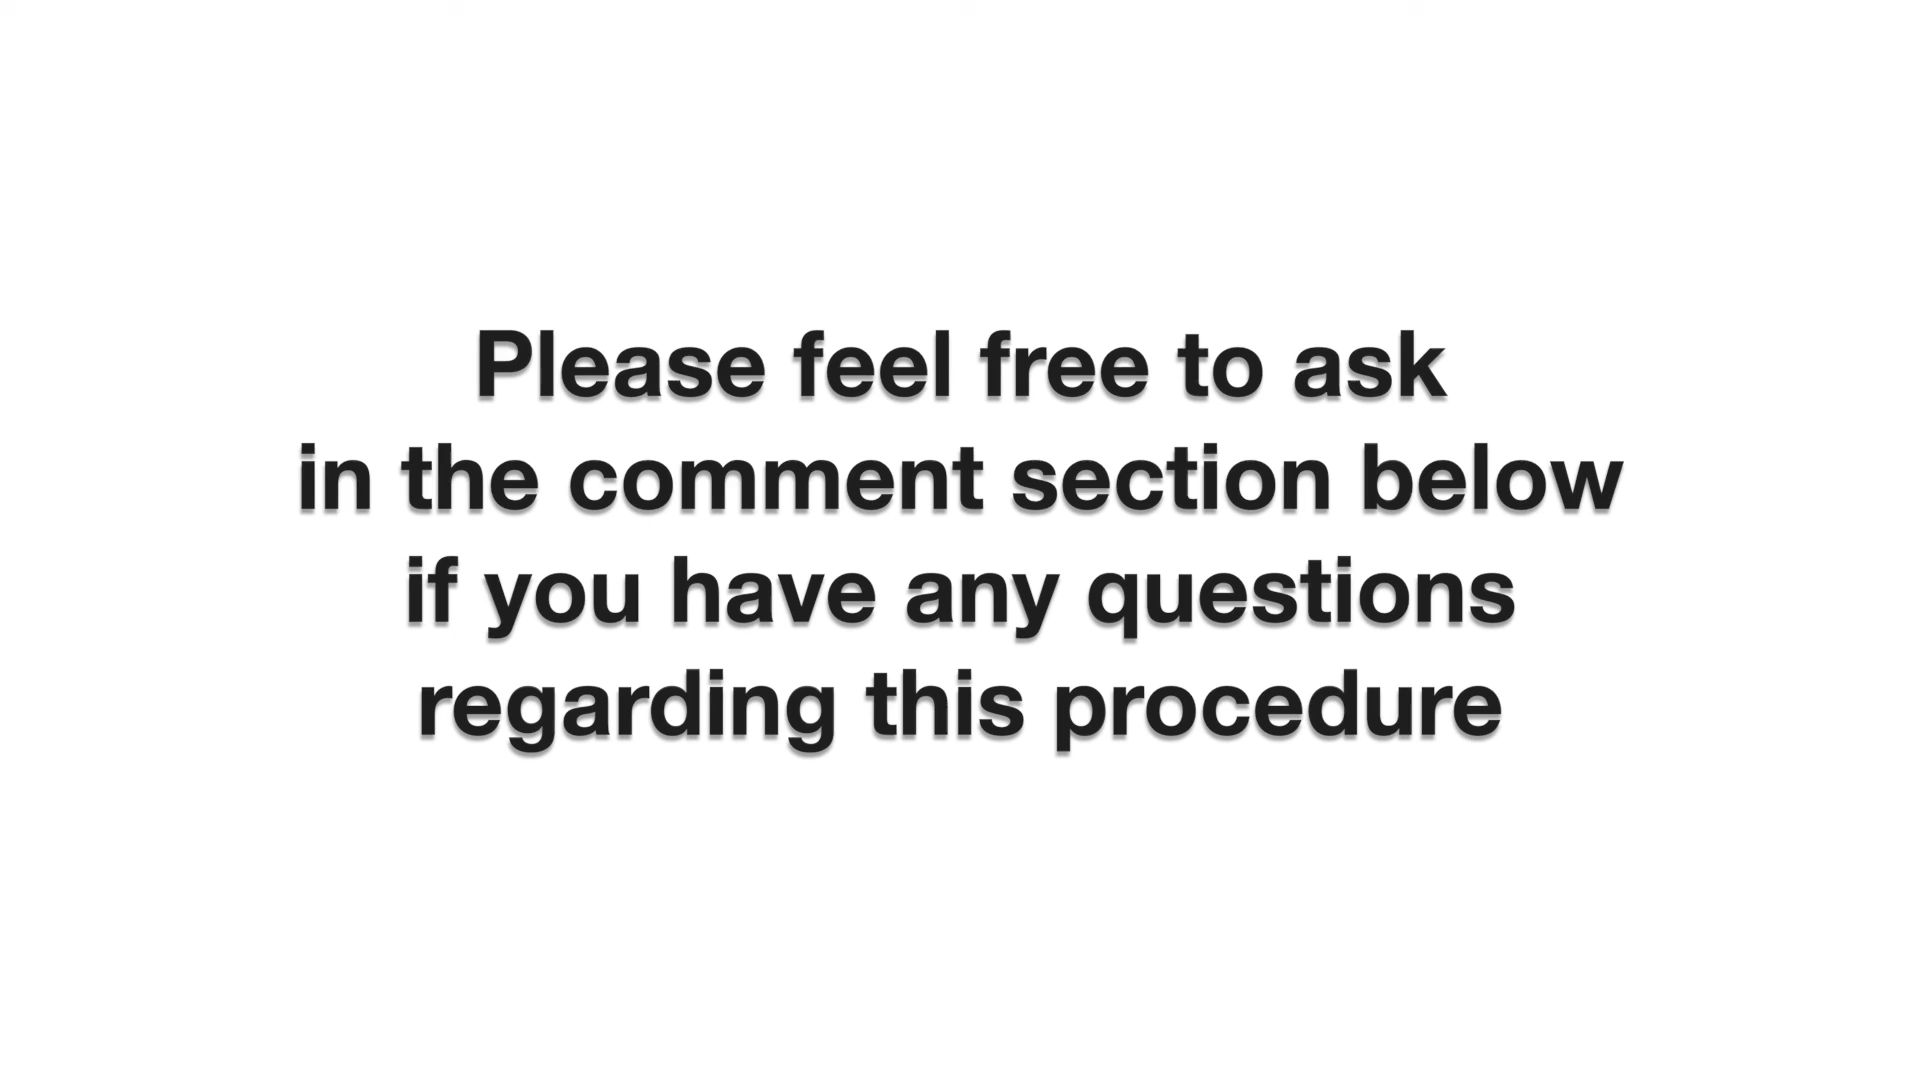 Please feel free to ask
in the comment section below
if you have any questions
regarding this procedure